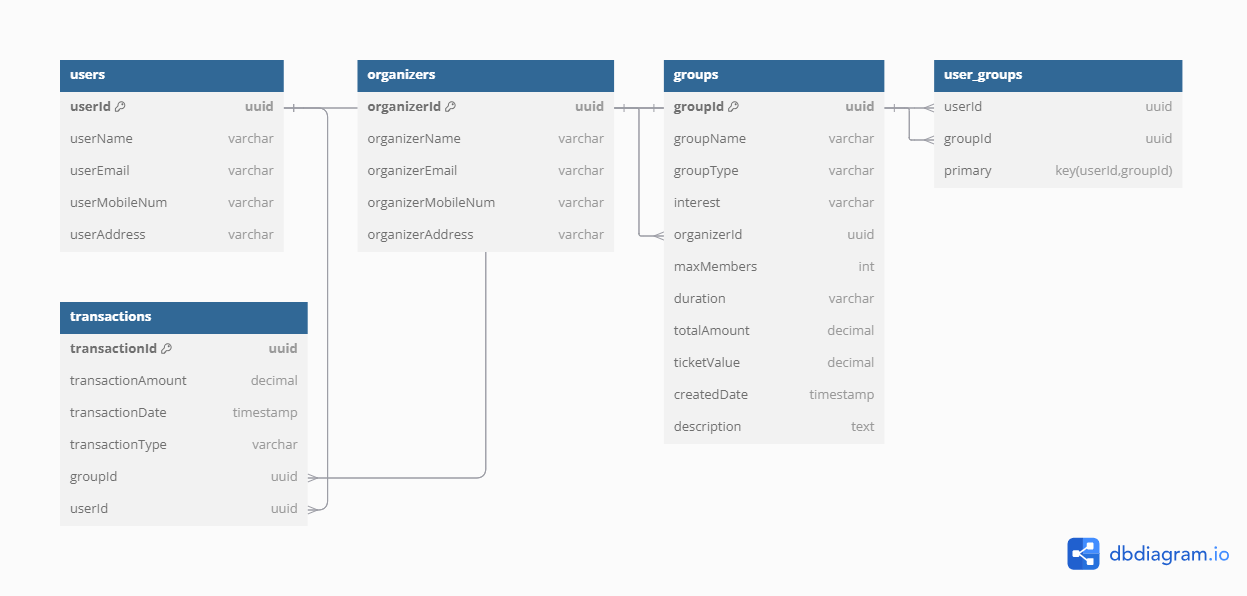 users
userId uuid
userName varchar
userEmail varchar
userMobileNum varchar
userAddress varchar
organizers
organizerId uuid
organizerName varchar
organizerEmail varchar
organizerMobileNum varchar
organizerAddress varchar
groups
groupId uuid
groupName varchar
groupType varchar
interest varchar
organizerId uuid
maxMembers int
duration varchar
totalAmount decimal
ticketValue decimal
createdDate timestamp
description text
user_groups
userId uuid
groupId uuid
primary key(userId,groupId)
transactions
transactionId uuid
transactionAmount decimal
transactionDate timestamp
transactionType varchar
groupId uuid
userId uuid
dbdiagram.io